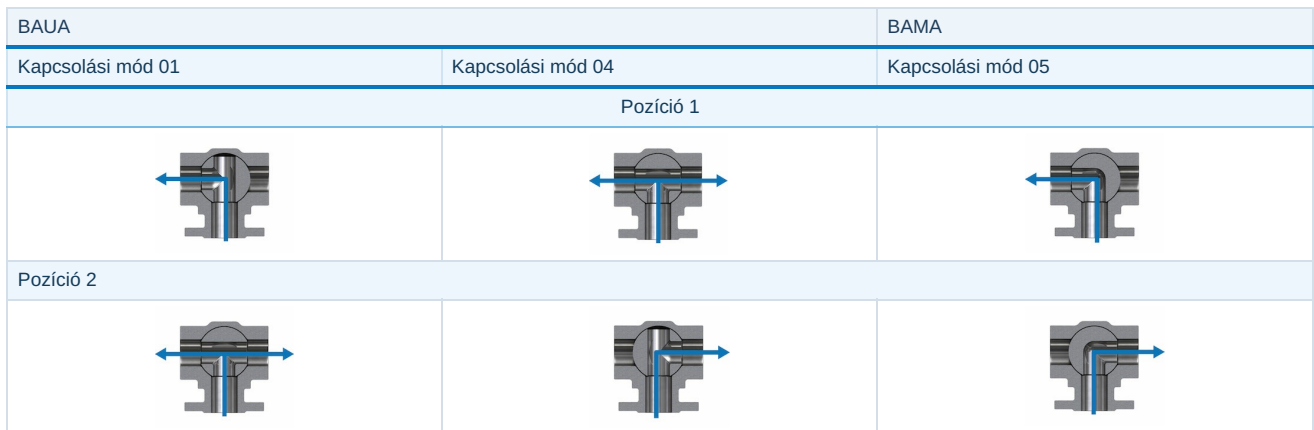 BAUA
BAMA
Kapcsolási mód 01
Kapcsolási mód 04
Kapcsolási mód 05
Pozíció 1
Pozíció 2